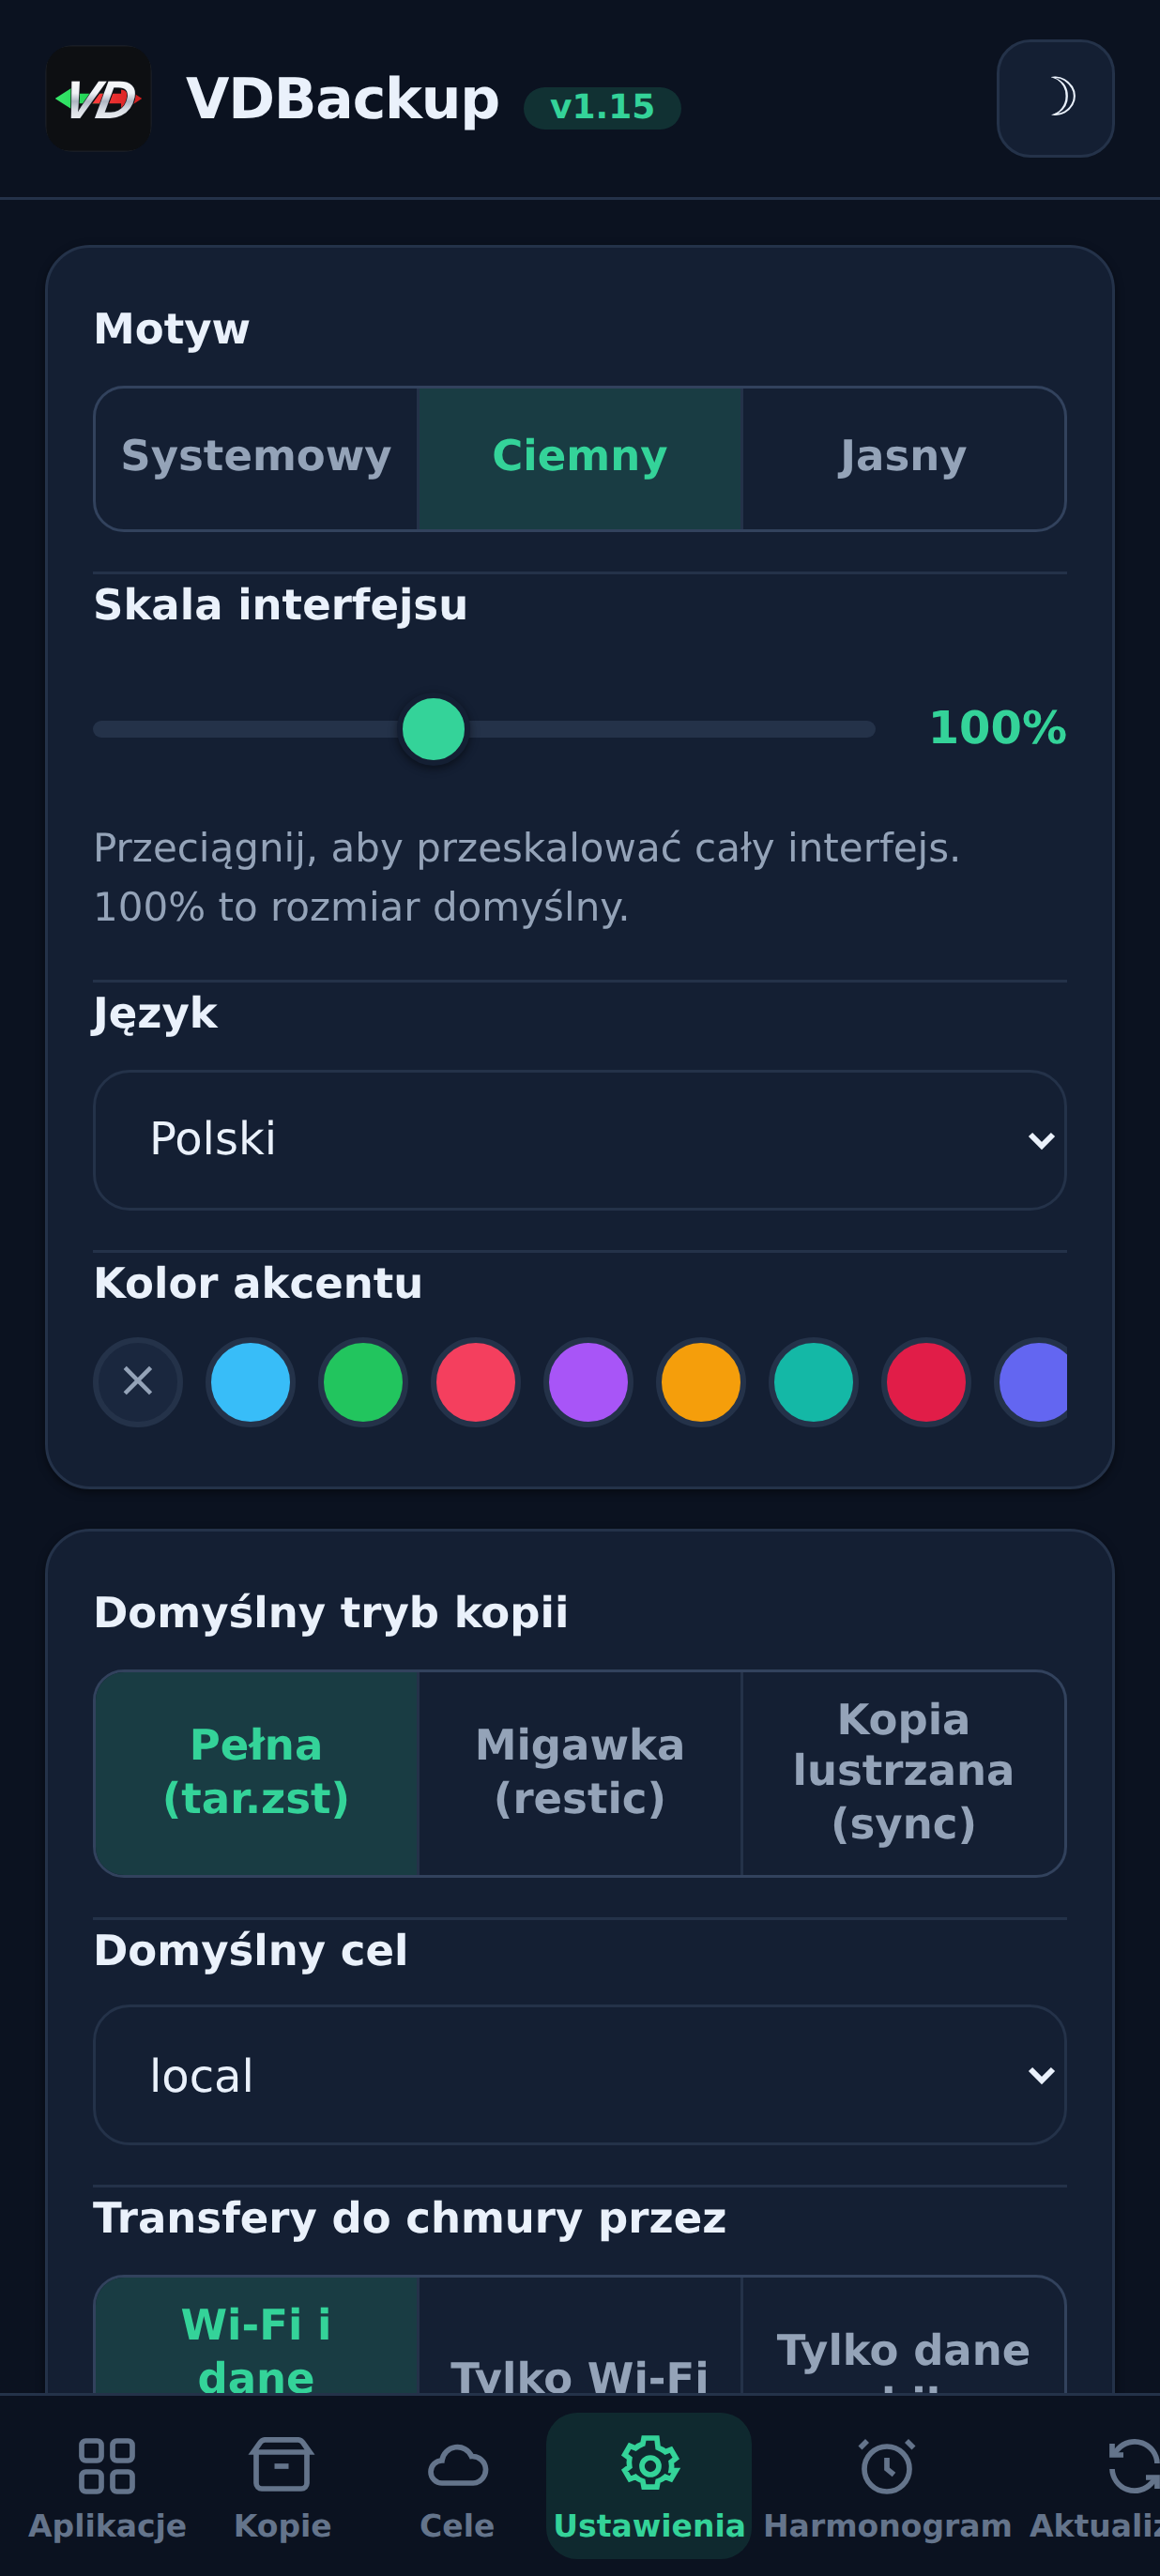 VD
VDBackup v1.15
Motyw
Systemowy Ciemny Jasny
Skala interfejsu
100%
Przeciągnij, aby przeskalować cały interfejs.
100% to rozmiar domyślny.
Język
Polski
Kolor akcentu
Domyślny tryb kopii
Pełna
(tar.zst)
Migawka
(restic)
Kopia
lustrzana
(sync)
Domyślny cel
local
Transfery do chmury przez
Wi-Fi i
dane
Tylko Wi-Fi
Tylko dane
Aplikacje Kopie Cele Ustawienia Harmonogram